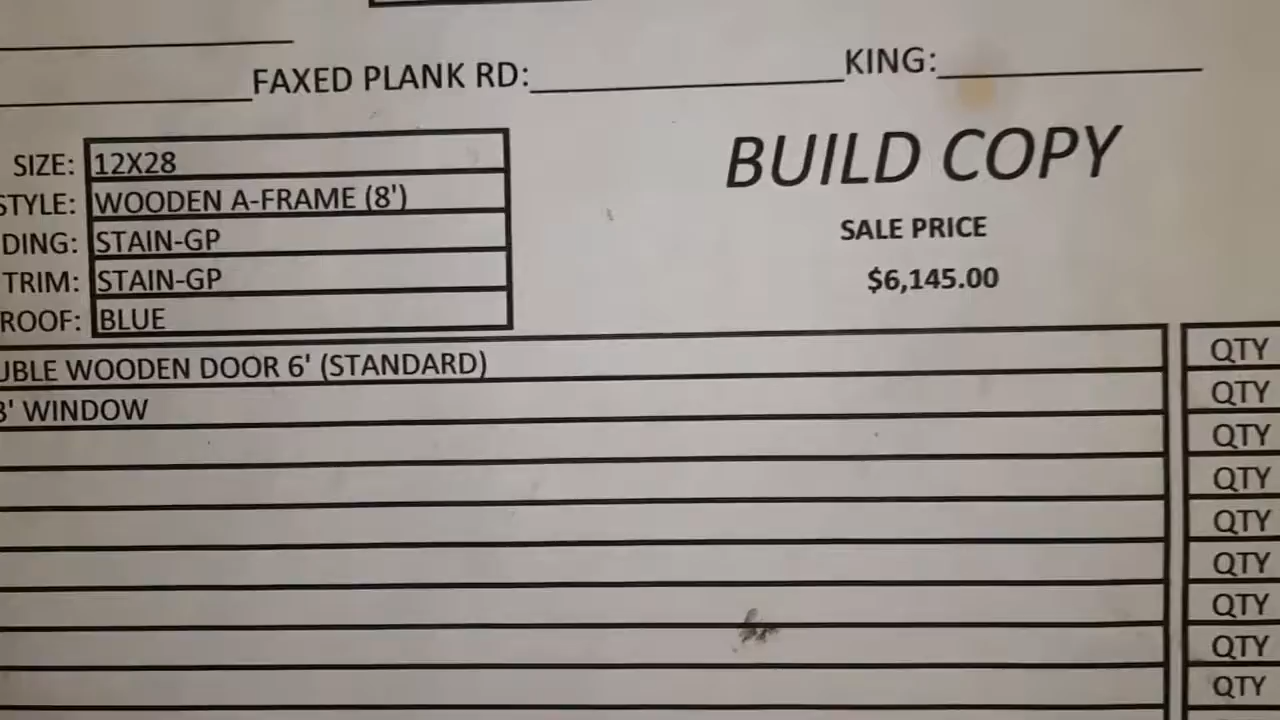 FAXED PLANK RD: KING:
BUILD COPY
SALE PRICE
$6,145.00
SIZE: 12X28
STYLE: WOODEN A-FRAME (8')
DING: STAIN-GP
TRIM: STAIN-GP
ROOF: BLUE
UBLE WOODEN DOOR 6' (STANDARD) QTY
3' WINDOW QTY
QTY
QTY
QTY
QTY
QTY
QTY
QTY